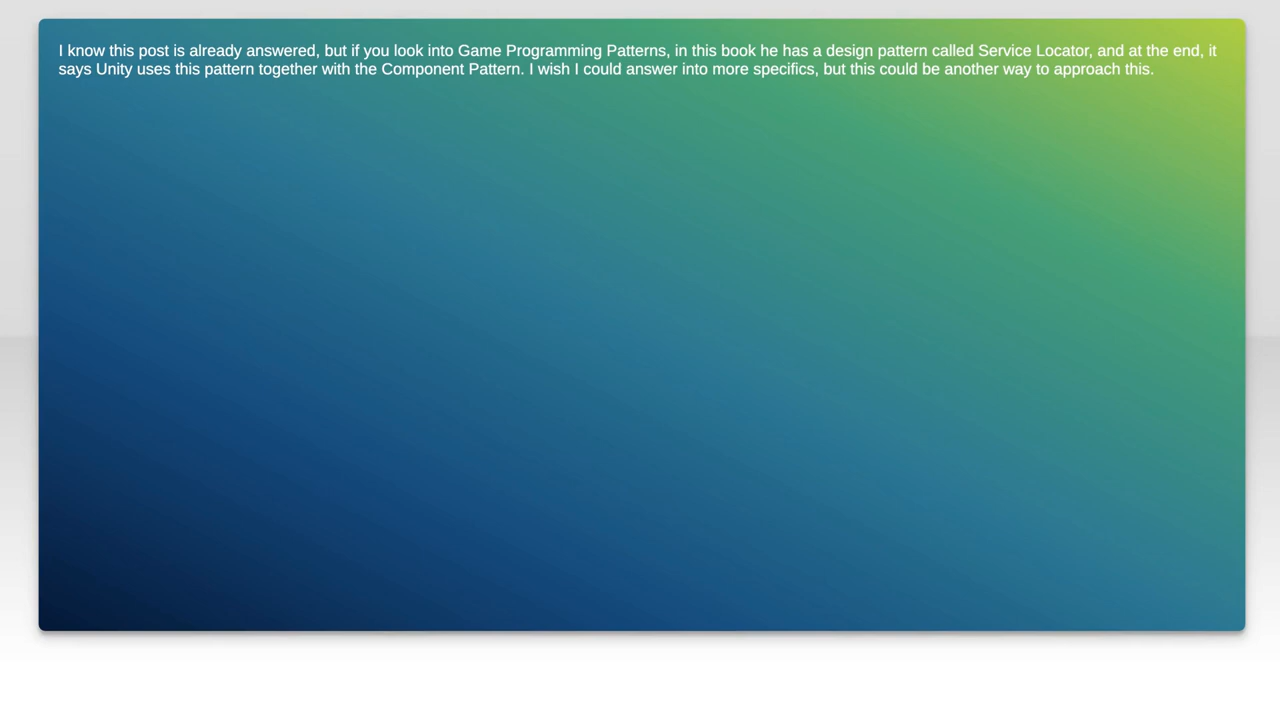 I know this post is already answered, but if you look into Game Programming Patterns, in this book he has a design pattern called Service Locator, and at the end, it
says Unity uses this pattern together with the Component Pattern. I wish I could answer into more specifics, but this could be another way to approach this.